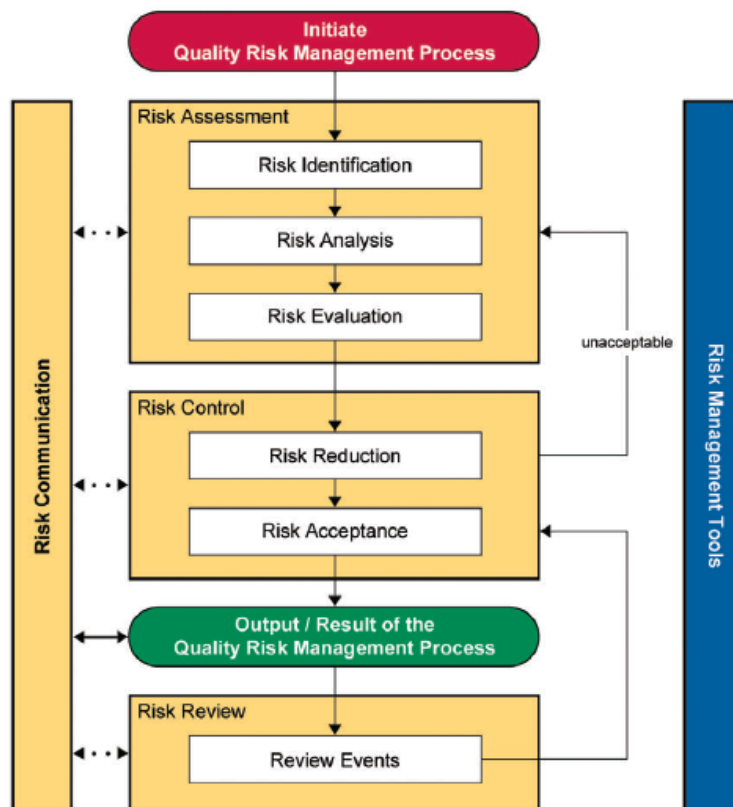 Initiate
Quality Risk Management Process
Risk Assessment
Risk Identification
Risk Analysis
Risk Evaluation
unacceptable
Risk Communication
Risk Management Tools
Risk Control
Risk Reduction
Risk Acceptance
Output / Result of the
Quality Risk Management Process
Risk Review
Review Events